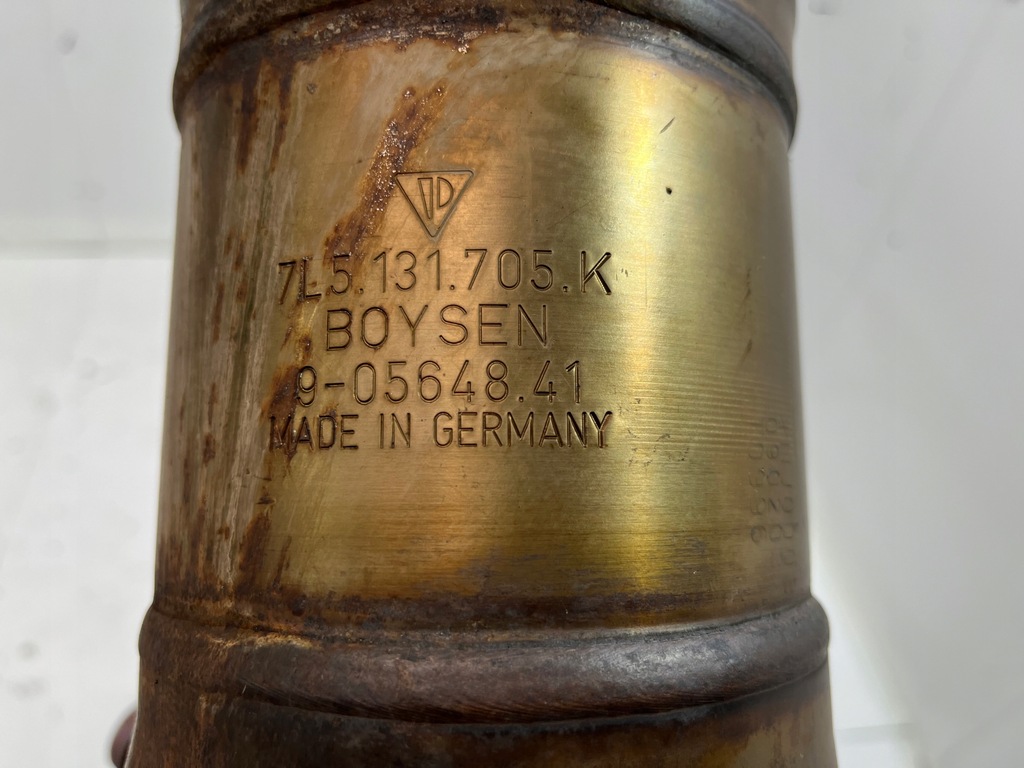 7L5.131.705.K
BOYSEN
9-05648.41
MADE IN GERMANY